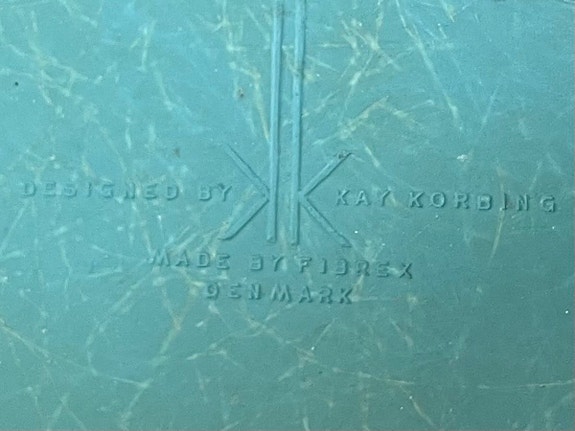 DESIGNED BY KAY KORBING
MADE BY FIBREX
DENMARK